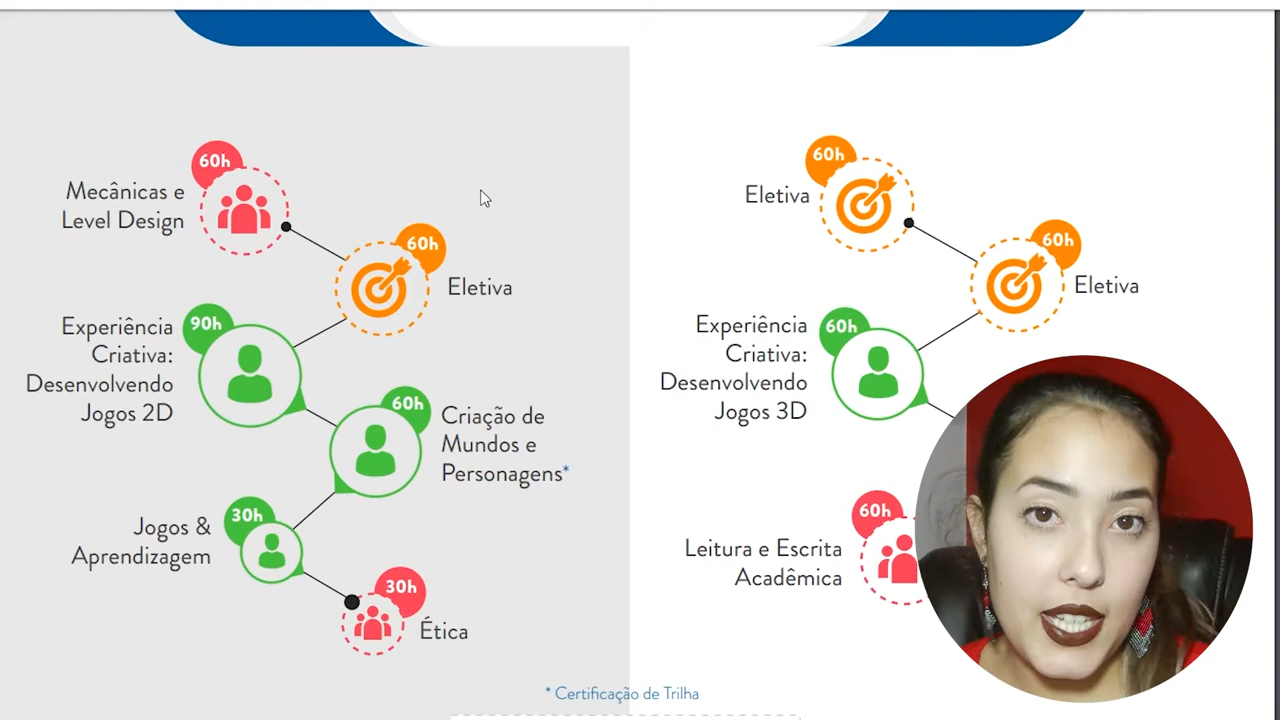 60h
Mecânicas e
Level Design
60h
Eletiva
90h
Experiência
Criativa:
Desenvolvendo
Jogos 2D
60h
Criação de
Mundos e
Personagens*
30h
Jogos &
Aprendizagem
30h
Ética
60h
Eletiva
60h
Eletiva
60h
Experiência
Criativa:
Desenvolvendo
Jogos 3D
60h
Leitura e Escrita
Acadêmica
* Certificação de Trilha